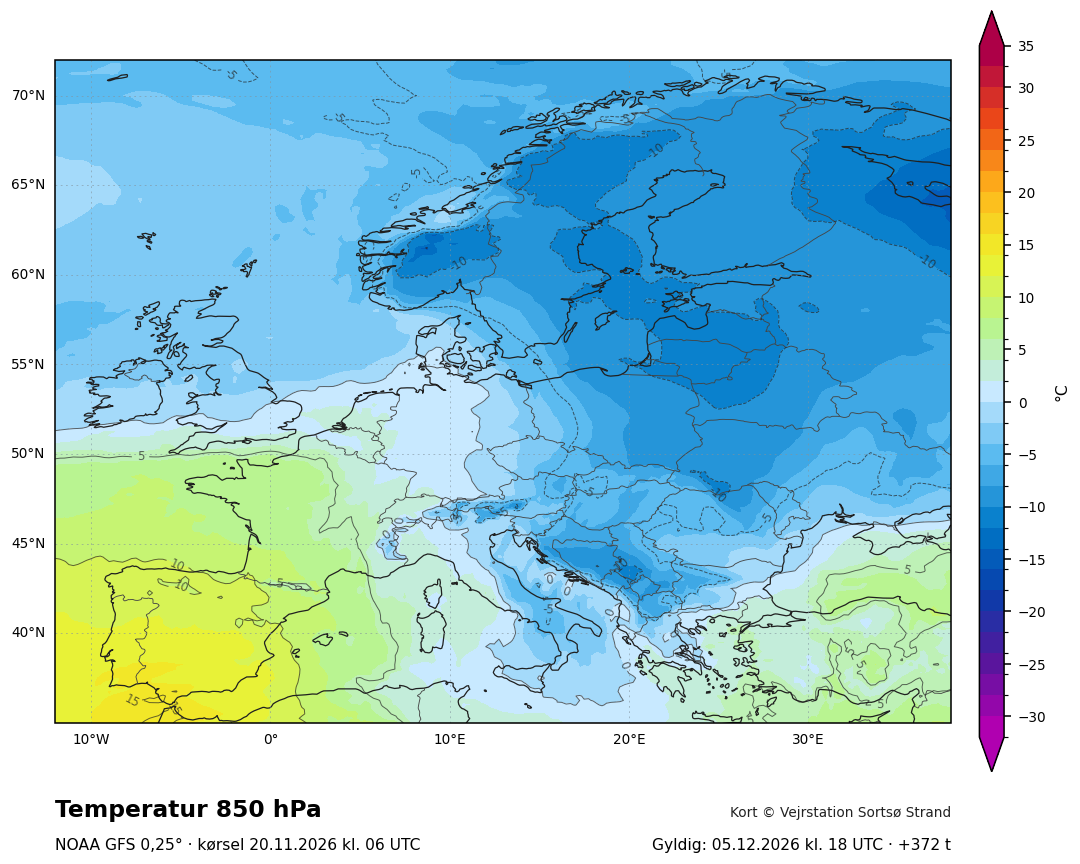 70°N
65°N
60°N
55°N
50°N
45°N
40°N
10°W
0°
10°E
20°E
30°E
35
30
25
20
15
10
5
0
−5
−10
−15
−20
−25
−30
°C
Temperatur 850 hPa
Kort © Vejrstation Sortsø Strand
NOAA GFS 0,25° · kørsel 20.11.2026 kl. 06 UTC
Gyldig: 05.12.2026 kl. 18 UTC · +372 t